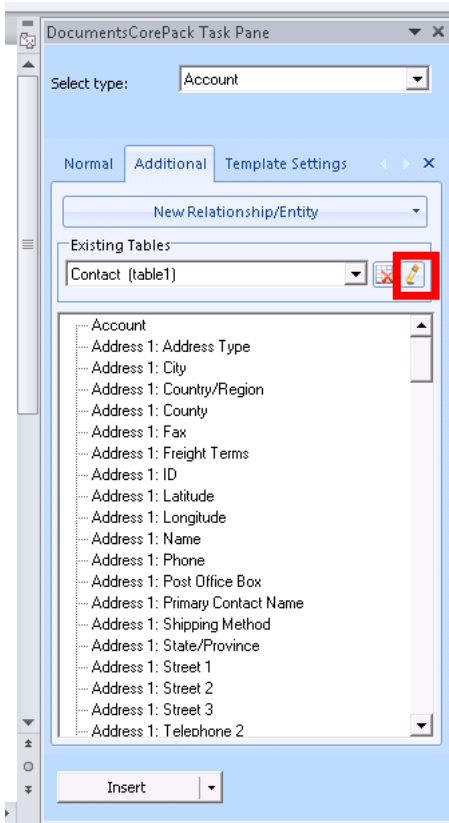 DocumentsCorePack Task Pane
Select type: Account
Normal Additional Template Settings
New Relationship/Entity
Existing Tables
Contact (table1)
Account
Address 1: Address Type
Address 1: City
Address 1: Country/Region
Address 1: County
Address 1: Fax
Address 1: Freight Terms
Address 1: ID
Address 1: Latitude
Address 1: Longitude
Address 1: Name
Address 1: Phone
Address 1: Post Office Box
Address 1: Primary Contact Name
Address 1: Shipping Method
Address 1: State/Province
Address 1: Street 1
Address 1: Street 2
Address 1: Street 3
Address 1: Telephone 2
Insert